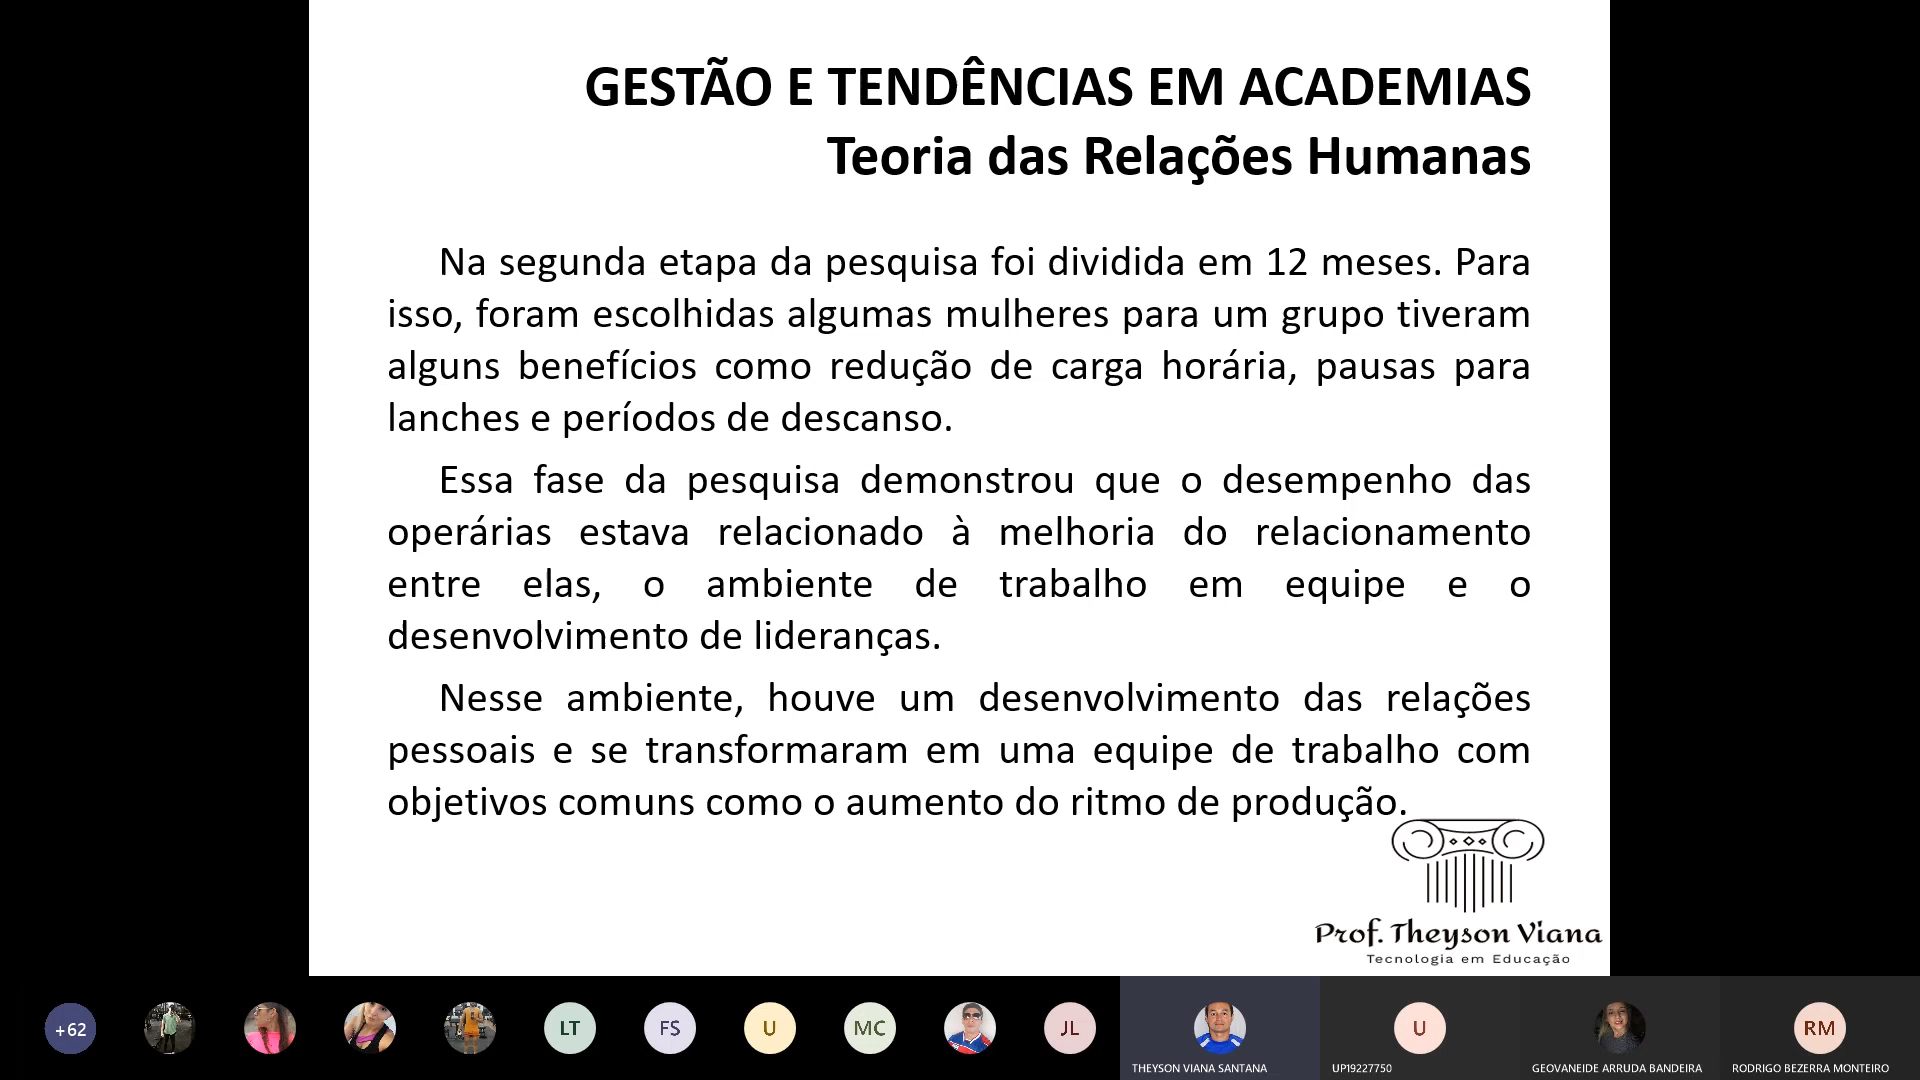 GESTÃO E TENDÊNCIAS EM ACADEMIAS
Teoria das Relações Humanas
Na segunda etapa da pesquisa foi dividida em 12 meses. Para
isso, foram escolhidas algumas mulheres para um grupo tiveram
alguns benefícios como redução de carga horária, pausas para
lanches e períodos de descanso.
Essa fase da pesquisa demonstrou que o desempenho das
operárias estava relacionado à melhoria do relacionamento
entre elas, o ambiente de trabalho em equipe e o
desenvolvimento de lideranças.
Nesse ambiente, houve um desenvolvimento das relações
pessoais e se transformaram em uma equipe de trabalho com
objetivos comuns como o aumento do ritmo de produção.
Prof. Theyson Viana
Tecnologia em Educação
+62
LT
FS
U
MC
JL
U
RM
THEYSON VIANA SANTANA
UP19227750
GEOVANEIDE ARRUDA BANDEIRA
RODRIGO BEZERRA MONTEIRO